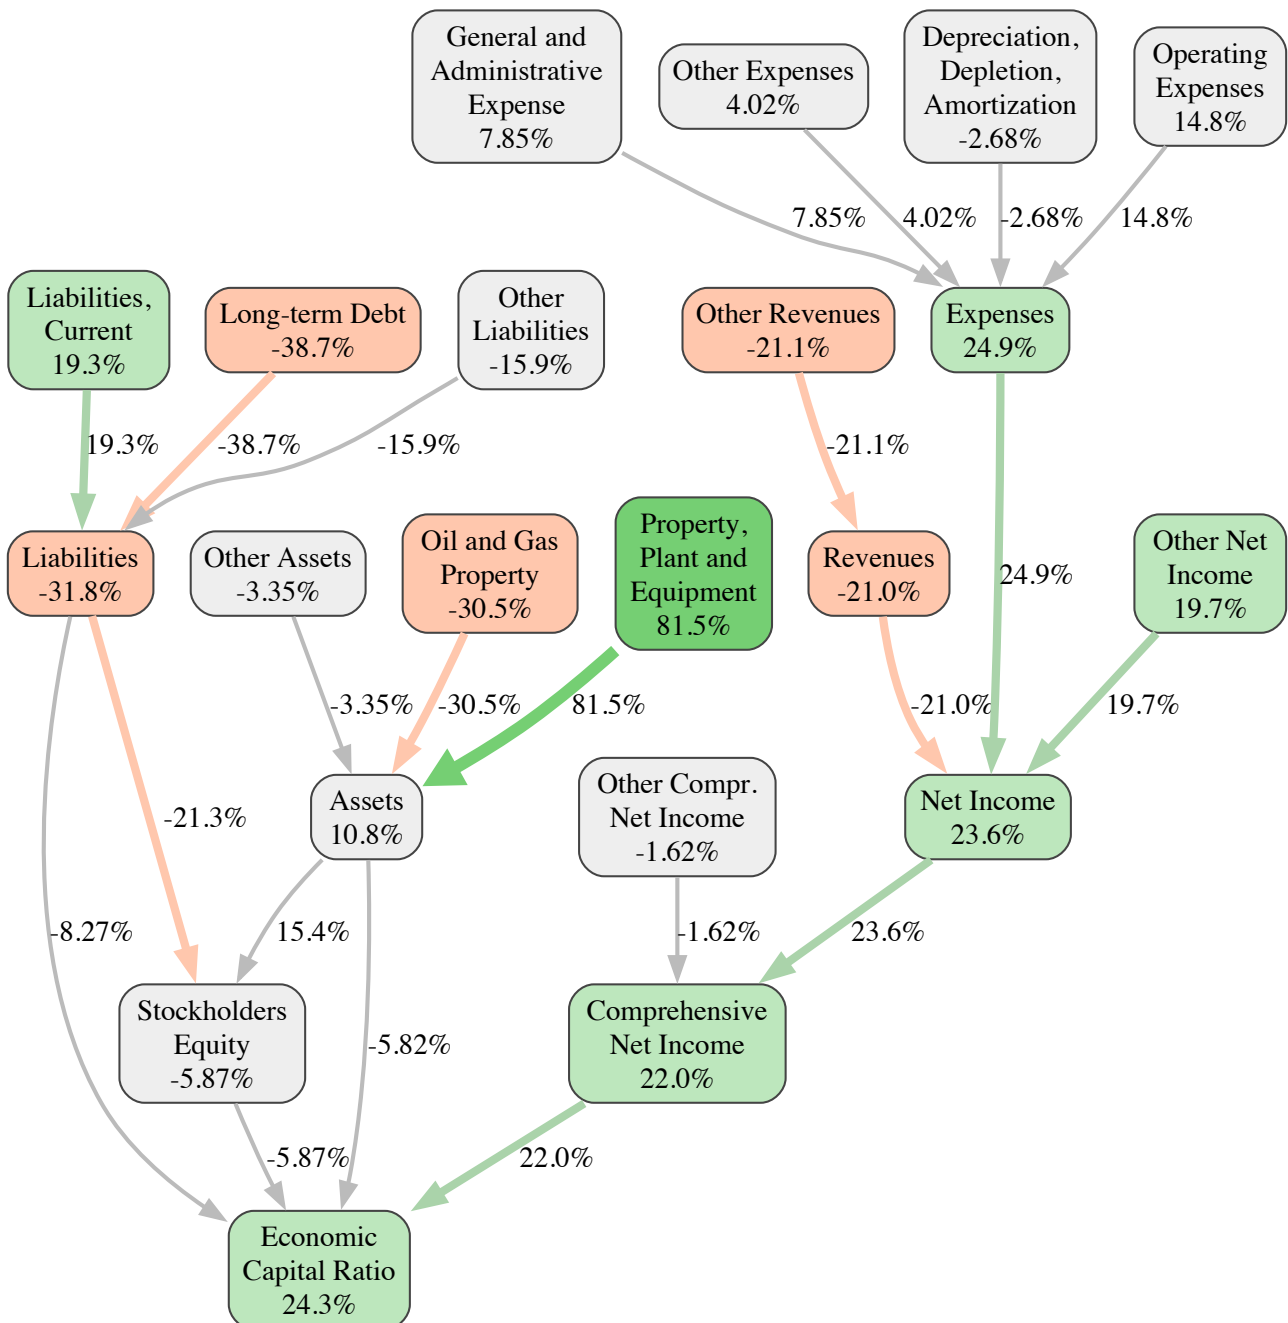 General and
Administrative
Expense
7.85%
Other Expenses
4.02%
Depreciation,
Depletion,
Amortization
-2.68%
Operating
Expenses
14.8%
7.85%
4.02%
-2.68%
14.8%
Liabilities,
Current
19.3%
Long-term Debt
-38.7%
Other
Liabilities
-15.9%
Other Revenues
-21.1%
Expenses
24.9%
19.3%
-38.7%
-15.9%
-21.1%
Liabilities
-31.8%
Other Assets
-3.35%
Oil and Gas
Property
-30.5%
Property,
Plant and
Equipment
81.5%
Revenues
-21.0%
24.9%
Other Net
Income
19.7%
-3.35%
-30.5%
81.5%
-21.0%
19.7%
-21.3%
Assets
10.8%
Other Compr.
Net Income
-1.62%
Net Income
23.6%
-8.27%
15.4%
-1.62%
23.6%
Stockholders
Equity
-5.87%
-5.82%
Comprehensive
Net Income
22.0%
-5.87%
22.0%
Economic
Capital Ratio
24.3%